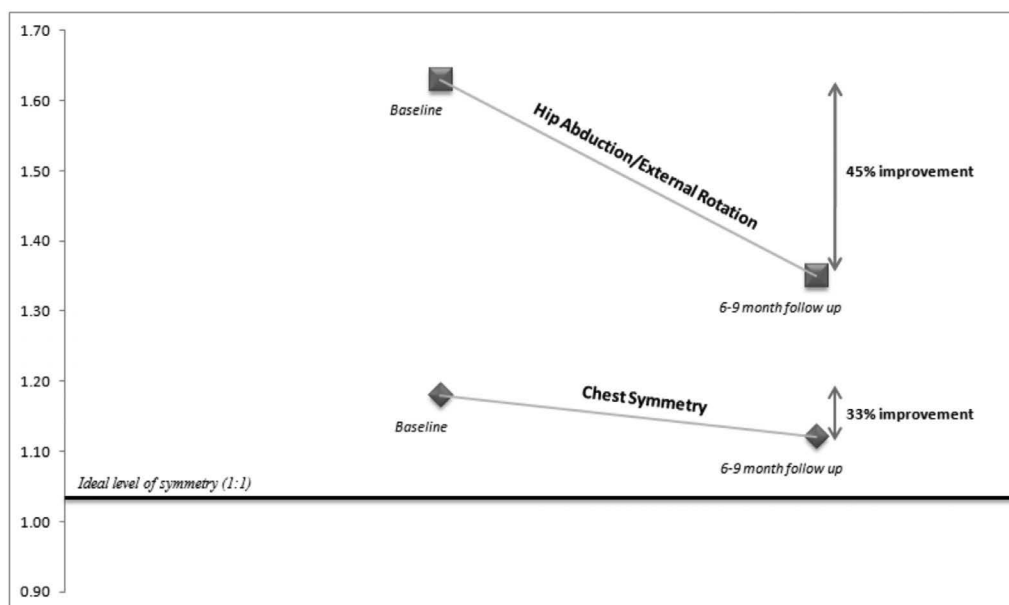 1.70
1.60
Baseline
Hip Abduction/External Rotation
1.50
45% improvement
1.40
1.30
6-9 month follow up
1.20
Chest Symmetry
33% improvement
Baseline
1.10
6-9 month follow up
Ideal level of symmetry (1:1)
1.00
0.90